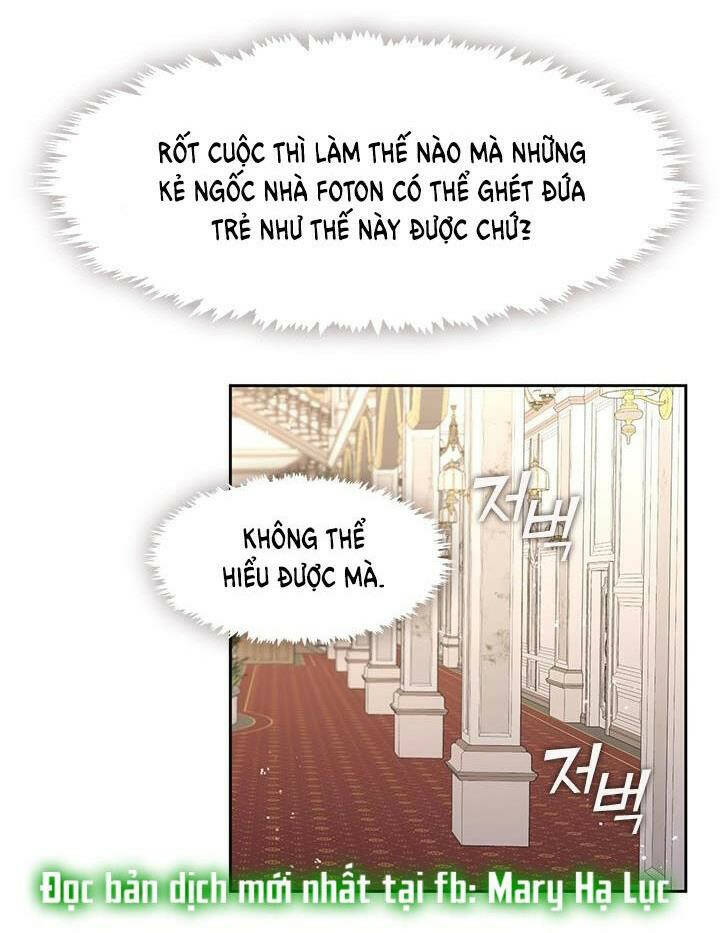 RỐT CUỘC THÌ LÀM THẾ NÀO MÀ NHỮNG
KẺ NGỐC NHÀ FOTON CÓ THỂ GHÉT ĐỨA
TRẺ NHƯ THẾ NÀY ĐƯỢC CHỨ?
저벅
KHÔNG THỂ
HIỂU ĐƯỢC MÀ.
저벅
Đọc bản dịch mới nhất tại fb: Mary Hạ Lục